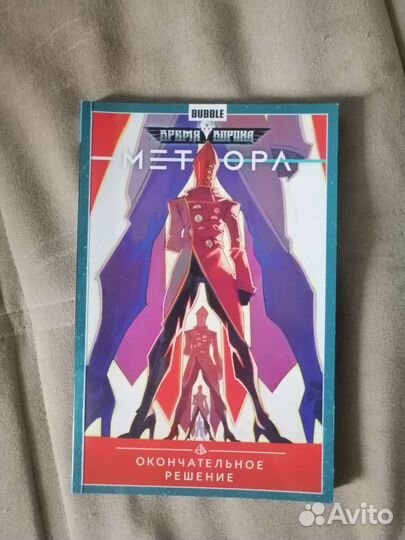 BUBBLE
ВРЕМЯ ВОРОНА
МЕТЕОРА
ОКОНЧАТЕЛЬНОЕ
РЕШЕНИЕ
Avito